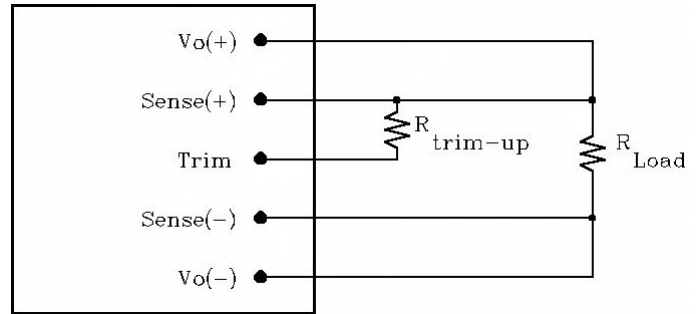 Vo(+)
Sense(+)
R trim-up
Trim
R Load
Sense(-)
Vo(-)